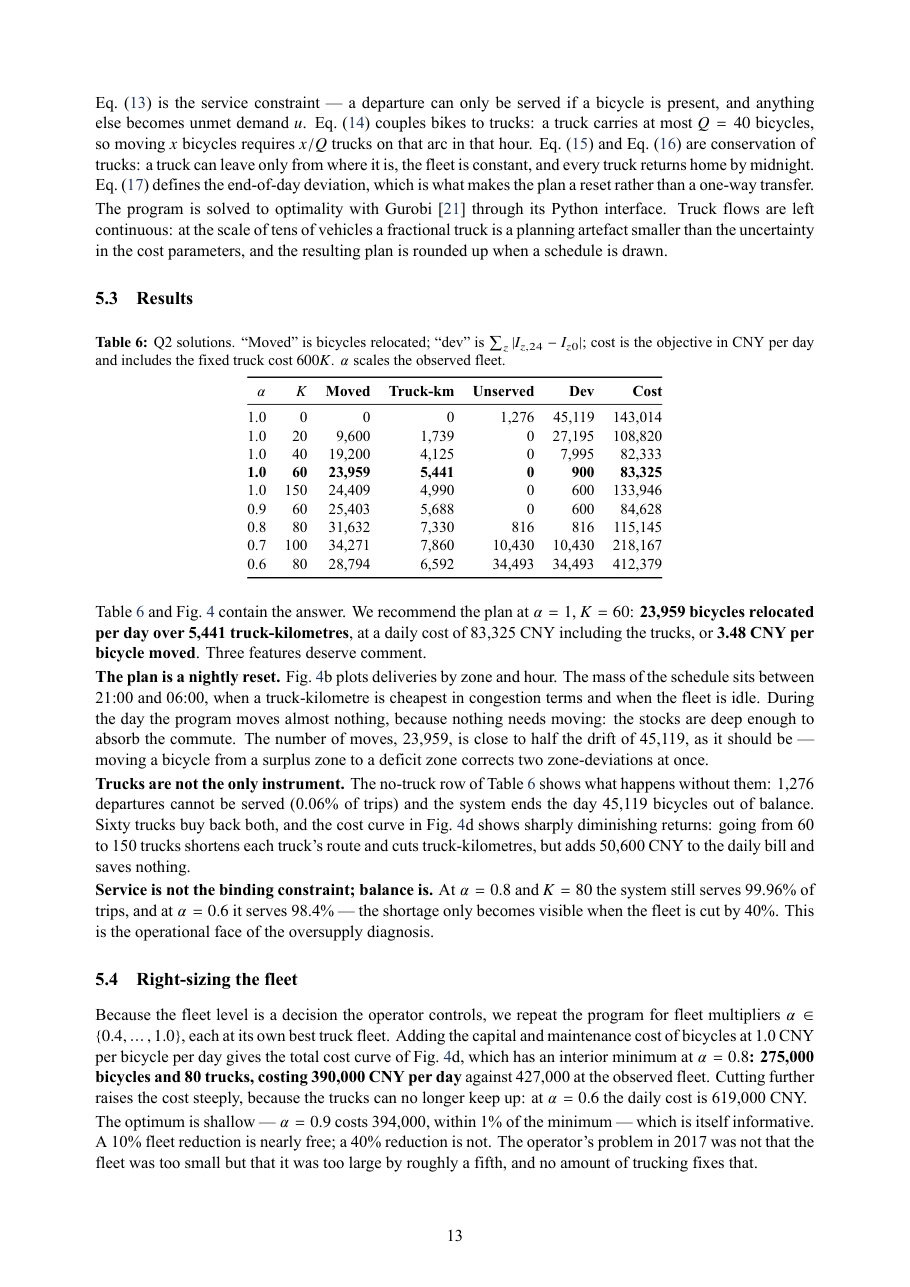 Eq. (13) is the service constraint — a departure can only be served if a bicycle is present, and anything
else becomes unmet demand u. Eq. (14) couples bikes to trucks: a truck carries at most Q = 40 bicycles,
so moving x bicycles requires x/Q trucks on that arc in that hour. Eq. (15) and Eq. (16) are conservation of
trucks: a truck can leave only from where it is, the fleet is constant, and every truck returns home by midnight.
Eq. (17) defines the end-of-day deviation, which is what makes the plan a reset rather than a one-way transfer.
The program is solved to optimality with Gurobi [21] through its Python interface. Truck flows are left
continuous: at the scale of tens of vehicles a fractional truck is a planning artefact smaller than the uncertainty
in the cost parameters, and the resulting plan is rounded up when a schedule is drawn.
5.3 Results
Table 6: Q2 solutions. “Moved” is bicycles relocated; “dev” is ∑z |Iz,24 − Iz0|; cost is the objective in CNY per day
and includes the fixed truck cost 600K. α scales the observed fleet.
α K Moved Truck-km Unserved Dev Cost
1.0 0 0 0 1,276 45,119 143,014
1.0 20 9,600 1,739 0 27,195 108,820
1.0 40 19,200 4,125 0 7,995 82,333
1.0 60 23,959 5,441 0 900 83,325
1.0 150 24,409 4,990 0 600 133,946
0.9 60 25,403 5,688 0 600 84,628
0.8 80 31,632 7,330 816 816 115,145
0.7 100 34,271 7,860 10,430 10,430 218,167
0.6 80 28,794 6,592 34,493 34,493 412,379
Table 6 and Fig. 4 contain the answer. We recommend the plan at α = 1, K = 60: 23,959 bicycles relocated
per day over 5,441 truck-kilometres, at a daily cost of 83,325 CNY including the trucks, or 3.48 CNY per
bicycle moved. Three features deserve comment.
The plan is a nightly reset. Fig. 4b plots deliveries by zone and hour. The mass of the schedule sits between
21:00 and 06:00, when a truck-kilometre is cheapest in congestion terms and when the fleet is idle. During
the day the program moves almost nothing, because nothing needs moving: the stocks are deep enough to
absorb the commute. The number of moves, 23,959, is close to half the drift of 45,119, as it should be —
moving a bicycle from a surplus zone to a deficit zone corrects two zone-deviations at once.
Trucks are not the only instrument. The no-truck row of Table 6 shows what happens without them: 1,276
departures cannot be served (0.06% of trips) and the system ends the day 45,119 bicycles out of balance.
Sixty trucks buy back both, and the cost curve in Fig. 4d shows sharply diminishing returns: going from 60
to 150 trucks shortens each truck’s route and cuts truck-kilometres, but adds 50,600 CNY to the daily bill and
saves nothing.
Service is not the binding constraint; balance is. At α = 0.8 and K = 80 the system still serves 99.96% of
trips, and at α = 0.6 it serves 98.4% — the shortage only becomes visible when the fleet is cut by 40%. This
is the operational face of the oversupply diagnosis.
5.4 Right-sizing the fleet
Because the fleet level is a decision the operator controls, we repeat the program for fleet multipliers α ∈
{0.4, … , 1.0}, each at its own best truck fleet. Adding the capital and maintenance cost of bicycles at 1.0 CNY
per bicycle per day gives the total cost curve of Fig. 4d, which has an interior minimum at α = 0.8: 275,000
bicycles and 80 trucks, costing 390,000 CNY per day against 427,000 at the observed fleet. Cutting further
raises the cost steeply, because the trucks can no longer keep up: at α = 0.6 the daily cost is 619,000 CNY.
The optimum is shallow — α = 0.9 costs 394,000, within 1% of the minimum — which is itself informative.
A 10% fleet reduction is nearly free; a 40% reduction is not. The operator’s problem in 2017 was not that the
fleet was too small but that it was too large by roughly a fifth, and no amount of trucking fixes that.
13